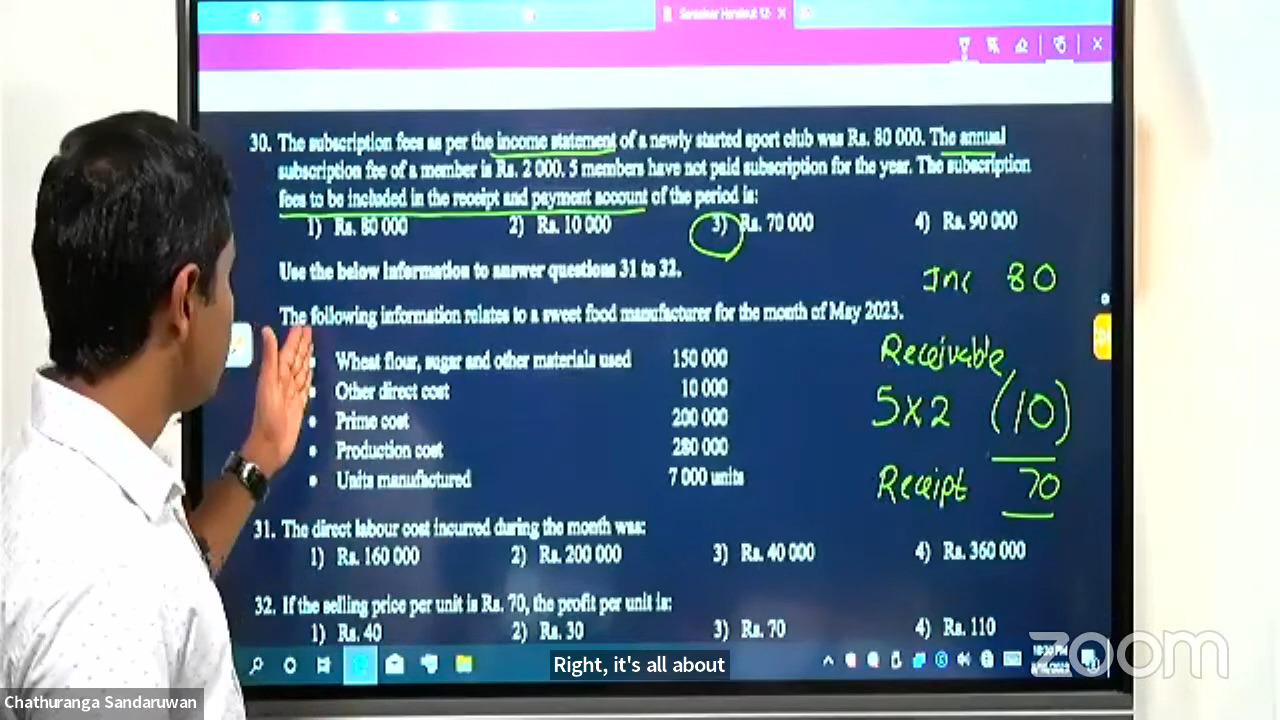 Seminar Handout 12-
30. The subscription fees as per the income statement of a newly started sport club was Rs. 80 000. The annual
subscription fee of a member is Rs. 2 000. 5 members have not paid subscription for the year. The subscription
fees to be included in the receipt and payment account of the period is:
1) Rs. 80 000 2) Rs. 10 000 3) Rs. 70 000 4) Rs. 90 000
Use the below information to answer questions 31 to 32.
Inc 80
The following information relates to a sweet food manufacturer for the month of May 2023.
Receivable
• Wheat flour, sugar and other materials used 150 000
• Other direct cost 10 000
5x2 (10)
• Prime cost 200 000
• Production cost 280 000
• Units manufactured 7 000 units
Receipt 70
31. The direct labour cost incurred during the month was:
1) Rs. 160 000 2) Rs. 200 000 3) Rs. 40 000 4) Rs. 360 000
32. If the selling price per unit is Rs. 70, the profit per unit is:
1) Rs. 40 2) Rs. 30 3) Rs. 70 4) Rs. 110
zoom
Right, it's all about
Chathuranga Sandaruwan